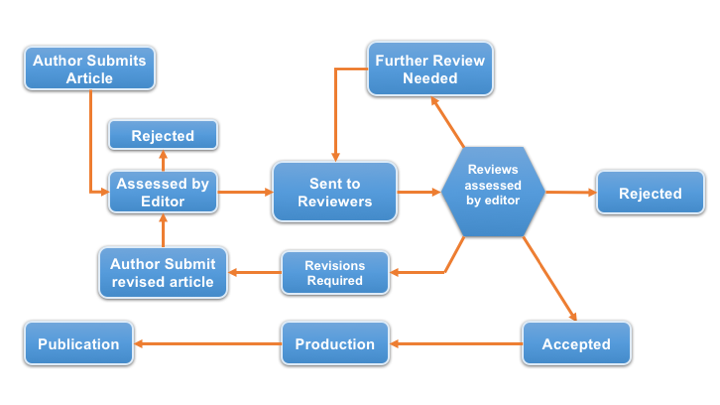 Author Submits
Article
Further Review
Needed
Rejected
Assessed by
Editor
Sent to
Reviewers
Reviews
assessed
by editor
Rejected
Author Submit
revised article
Revisions
Required
Publication
Production
Accepted